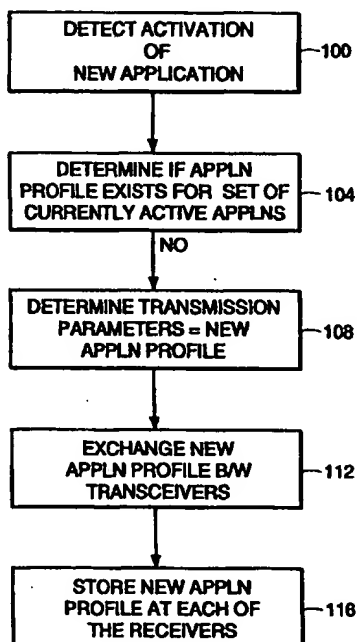 DETECT ACTIVATION
OF
NEW APPLICATION
100
DETERMINE IF APPLN
PROFILE EXISTS FOR SET OF
CURRENTLY ACTIVE APPLNS
104
NO
DETERMINE TRANSMISSION
PARAMETERS = NEW
APPLN PROFILE
108
EXCHANGE NEW
APPLN PROFILE B/W
TRANSCEIVERS
112
STORE NEW APPLN
PROFILE AT EACH OF
THE RECEIVERS
116